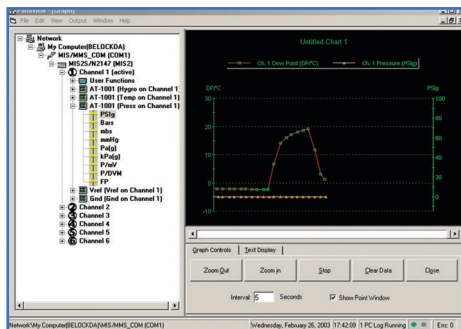 File Edit View Output Window Help
Network
My Computer(BELOCKDA)
MIS/MMS_COM (COM1)
MIS2S/N2147 (MIS2)
Channel 1 (active)
User Functions
AT-1001 (Hygro on Channel 1)
AT-1001 (Temp on Channel 1)
AT-1001 (Press on Channel 1)
PSIg
Bars
mbs
mmHg
Pa(g)
kPa(g)
P/mV
P/DVM
FP
Vref (Vref on Channel 1)
Gnd (Gnd on Channel 1)
Channel 2
Channel 3
Channel 4
Channel 5
Channel 6
Untitled Chart 1
Ch. 1 Dew Point (DP/°C) Ch. 1 Pressure (PSIg)
DP/°C PSIg
30 100
80
20
60
10 40
20
0
0
-10
Graph Controls Text Display
Zoom Out Zoom in Stop Clear Data Close
Interval: 5 Seconds Show Point Window
Network\My Computer(BELOCKDA)\MIS/MMS_COM (COM1) Wednesday, February 26, 2003 17:42:09 1 PC Log Running Errs: 0